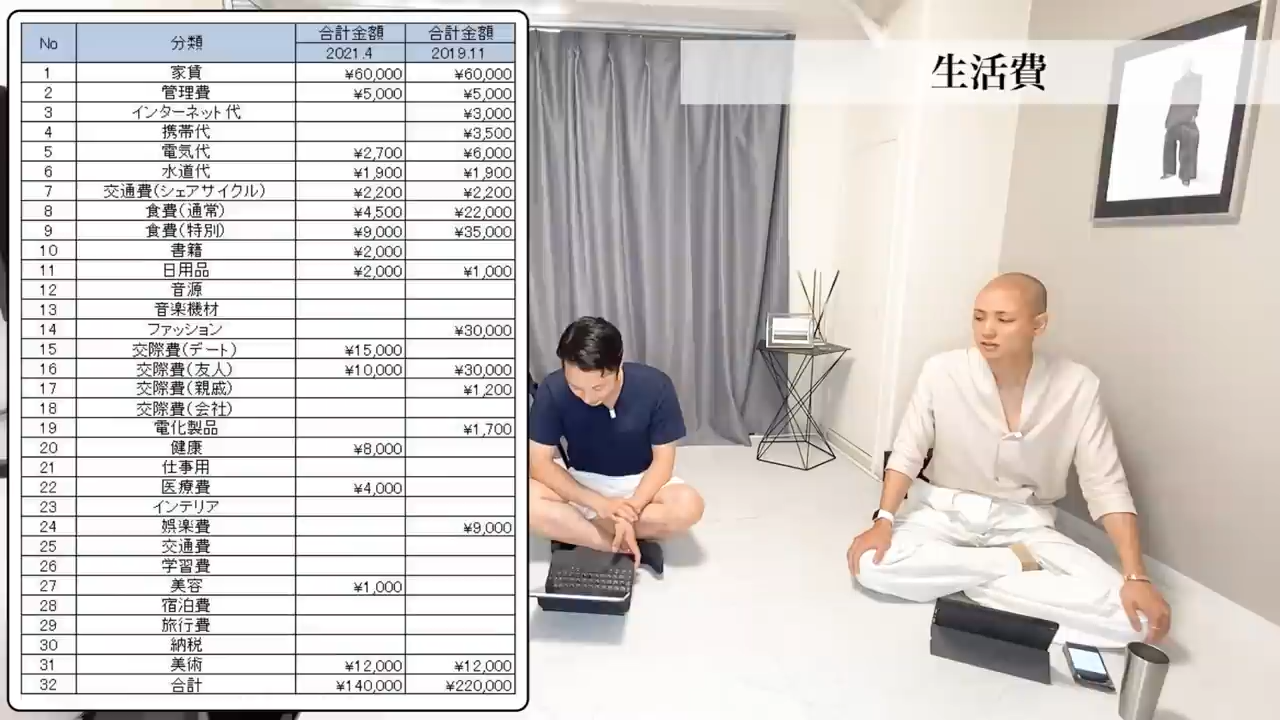 No 分類 合計金額 合計金額
2021.4 2019.11
1 家賃 ¥60,000 ¥60,000
2 管理費 ¥5,000 ¥5,000
3 インターネット代 ¥3,000
4 携帯代 ¥3,500
5 電気代 ¥2,700 ¥6,000
6 水道代 ¥1,900 ¥1,900
7 交通費(シェアサイクル) ¥2,200 ¥2,200
8 食費(通常) ¥4,500 ¥22,000
9 食費(特別) ¥9,000 ¥35,000
10 書籍 ¥2,000
11 日用品 ¥2,000 ¥1,000
12 音源
13 音楽機材
14 ファッション ¥30,000
15 交際費(デート) ¥15,000
16 交際費(友人) ¥10,000 ¥30,000
17 交際費(親戚) ¥1,200
18 交際費(会社)
19 電化製品 ¥1,700
20 健康 ¥8,000
21 仕事用
22 医療費 ¥4,000
23 インテリア
24 娯楽費 ¥9,000
25 交通費
26 学習費
27 美容 ¥1,000
28 宿泊費
29 旅行費
30 納税
31 美術 ¥12,000 ¥12,000
32 合計 ¥140,000 ¥220,000
生活費